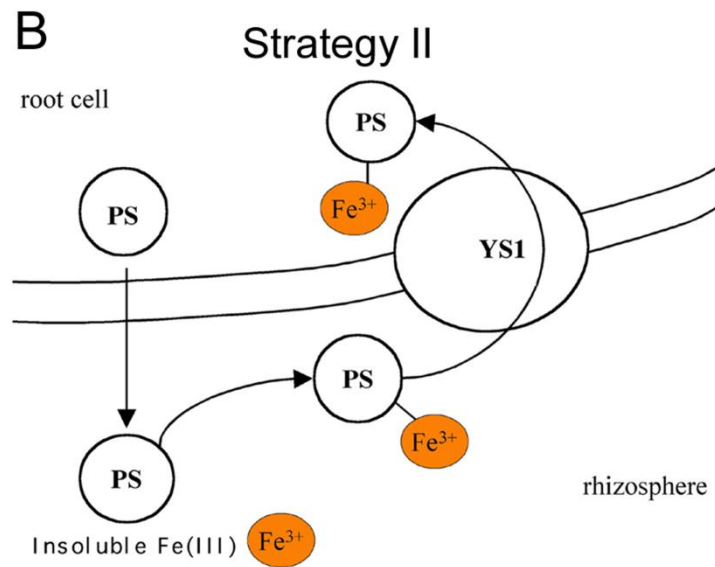 B
Strategy II
root cell
PS
Fe³⁺
PS
YS1
PS
Fe³⁺
PS
rhizosphere
Insoluble Fe(III) Fe³⁺